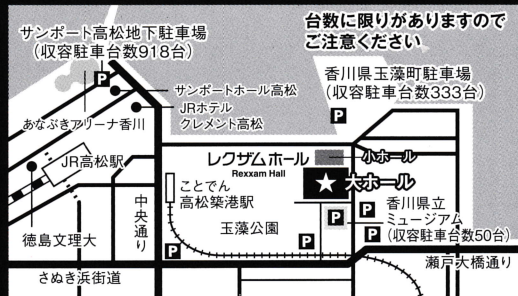 サンポート高松地下駐車場
（収容駐車台数918台）
台数に限りがありますので
ご注意ください
P
サンポートホール高松
JRホテル
クレメント高松
あなぶきアリーナ香川
香川県玉藻町駐車場
（収容駐車台数333台）
P
JR高松駅
レクザムホール
Rexxam Hall
小ホール
大ホール
ことでん
高松築港駅
中央通り
玉藻公園
香川県立
ミュージアム
（収容駐車台数50台）
P
P
P
P
P
徳島文理大
さぬき浜街道
瀬戸大橋通り